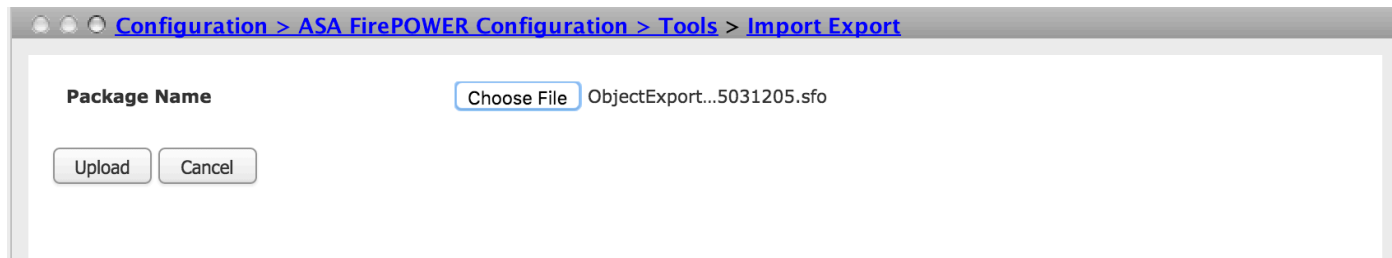 Configuration > ASA FirePOWER Configuration > Tools > Import Export
Package Name Choose File ObjectExport...5031205.sfo
Upload Cancel